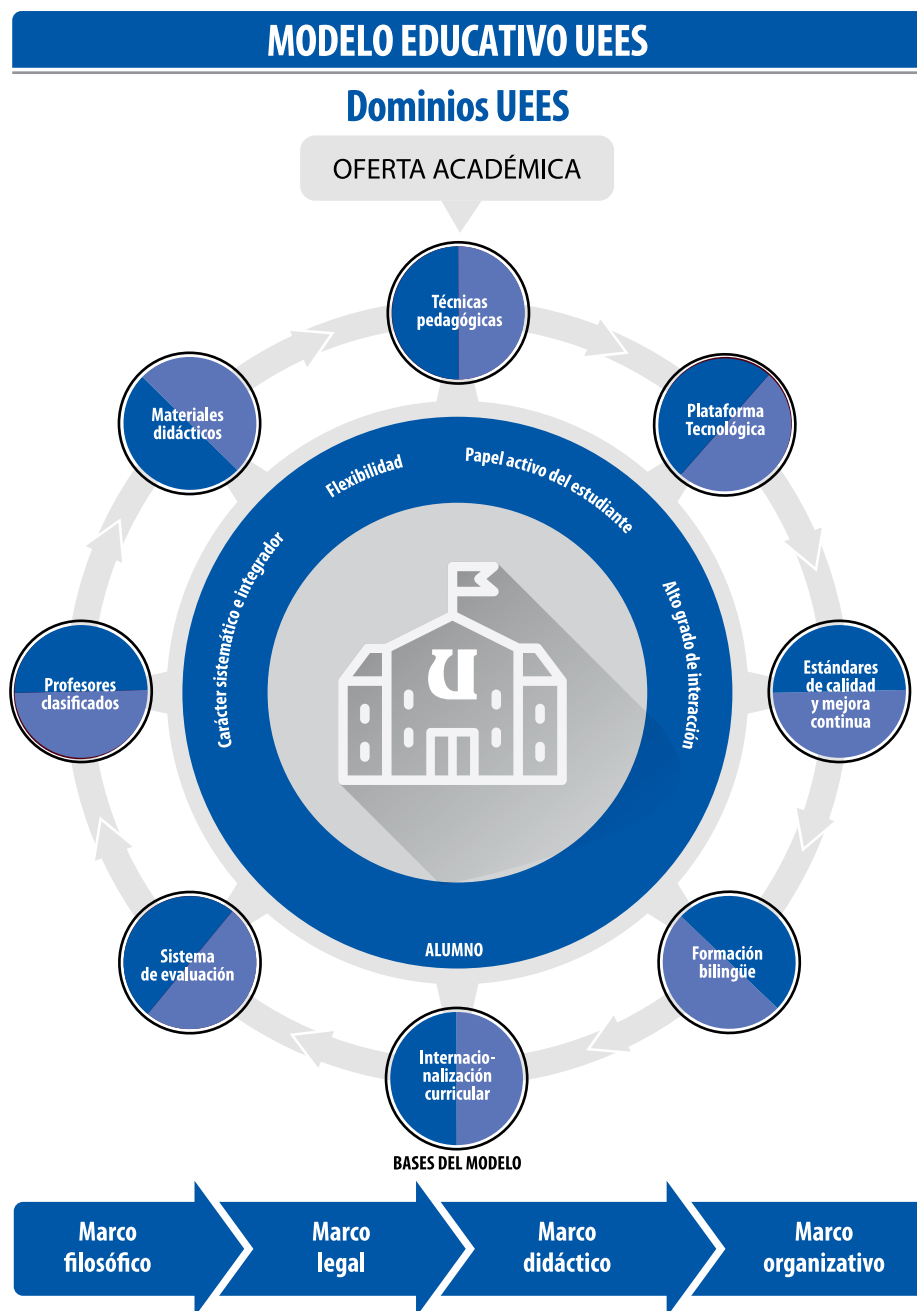 MODELO EDUCATIVO UEES
Dominios UEES
OFERTA ACADÉMICA
Técnicas
pedagógicas
Materiales
didácticos
Plataforma
Tecnológica
Flexibilidad
Papel activo del estudiante
Carácter sistemático e integrador
Alto grado de interacción
U
Profesores
clasificados
Estándares
de calidad
y mejora
continua
ALUMNO
Sistema
de evaluación
Formación
bilingüe
Internacio-
nalización
curricular
BASES DEL MODELO
Marco
filosófico
Marco
legal
Marco
didáctico
Marco
organizativo